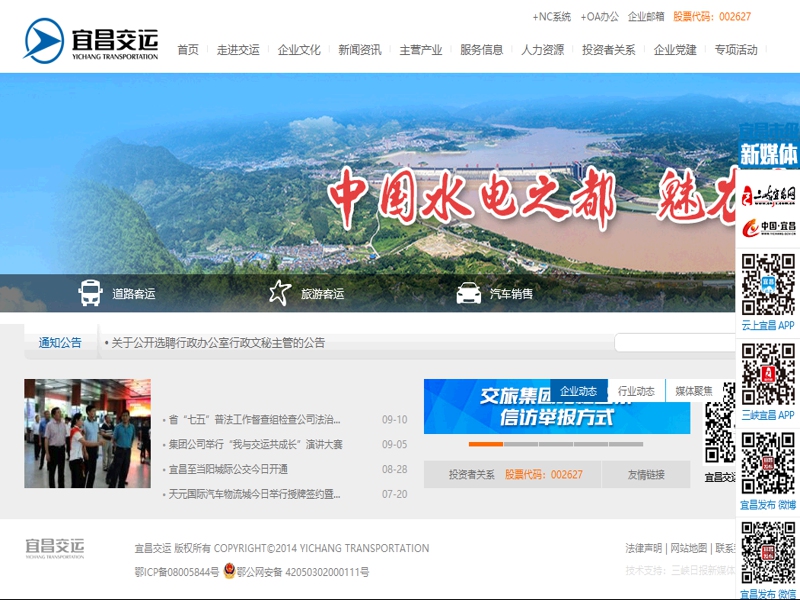 +NC系统 +OA办公 企业邮箱 股票代码：002627
宜昌交运
YICHANG TRANSPORTATION
首页 走进交运 企业文化 新闻资讯 主营产业 服务信息 人力资源 投资者关系 企业党建 专项活动
新媒体
中国水电之都 魅
三峡宜昌网
中国·宜昌
云上宜昌 APP
三峡宜昌 APP
宜昌发布 微博
宜昌发布 微信
道路客运 旅游客运 汽车销售
通知公告 • 关于公开选聘行政办公室行政文秘主管的公告
企业动态 行业动态 媒体聚焦
• 省“七五”普法工作督查组检查公司法治... 09-10
• 集团公司举行“我与交运共成长”演讲大赛 09-05
• 宜昌至当阳城际公交今日开通 08-28
• 天元国际汽车物流城今日举行授牌签约暨... 07-20
交旅集团
信访举报方式
投资者关系 股票代码：002627 友情链接
宜昌交运
宜昌交运
YICHANG TRANSPORTATION
宜昌交运 版权所有 COPYRIGHT©2014 YICHANG TRANSPORTATION
鄂ICP备08005844号 鄂公网安备 42050302000111号
法律声明 | 网站地图 | 联系
技术支持：三峡日报新媒体